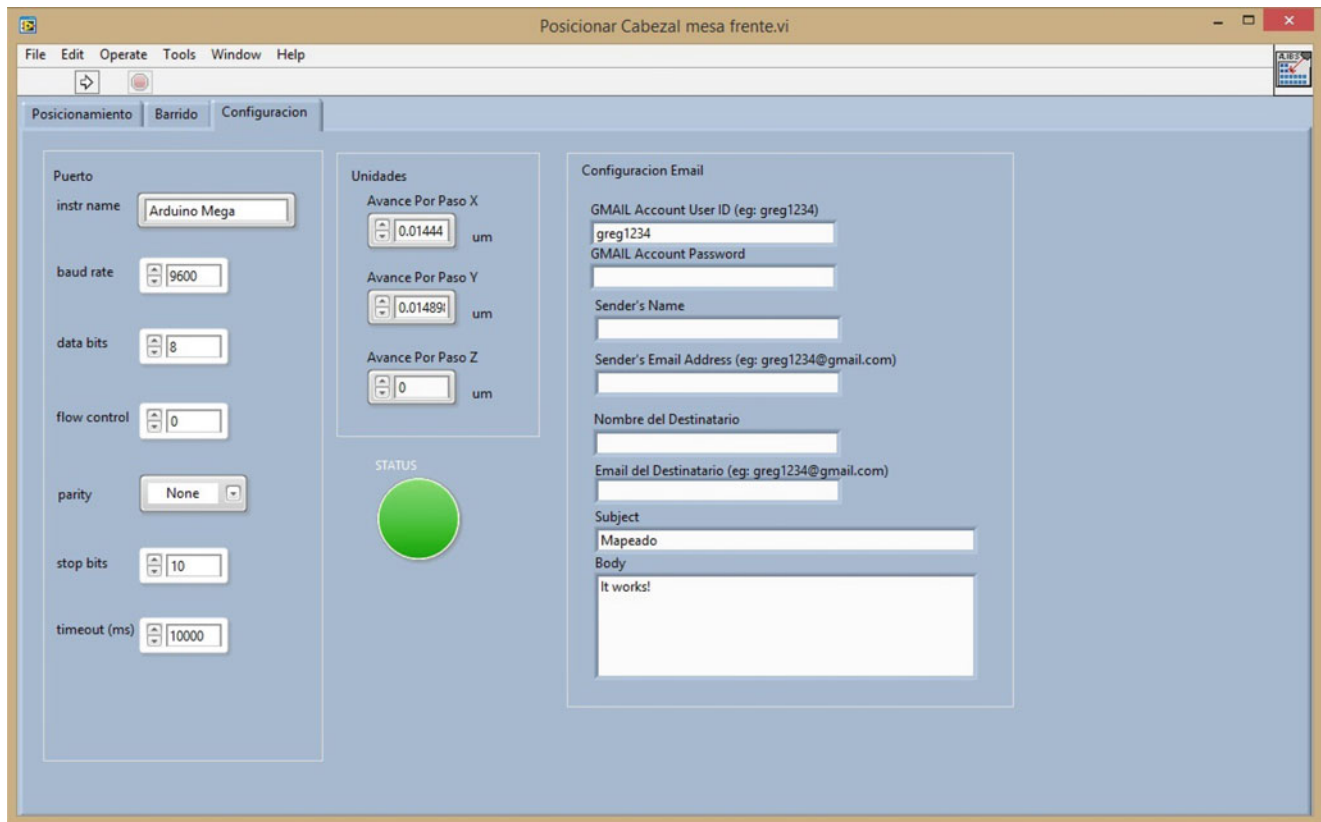 Posicionar Cabezal mesa frente.vi
File Edit Operate Tools Window Help
Posicionamiento Barrido Configuracion
Puerto
instr name Arduino Mega
baud rate 9600
data bits 8
flow control 0
parity None
stop bits 10
timeout (ms) 10000
Unidades
Avance Por Paso X
0.01444 um
Avance Por Paso Y
0.01489 um
Avance Por Paso Z
0 um
STATUS
Configuracion Email
GMAIL Account User ID (eg: greg1234)
greg1234
GMAIL Account Password
Sender's Name
Sender's Email Address (eg: greg1234@gmail.com)
Nombre del Destinatario
Email del Destinatario (eg: greg1234@gmail.com)
Subject
Mapeado
Body
It works!